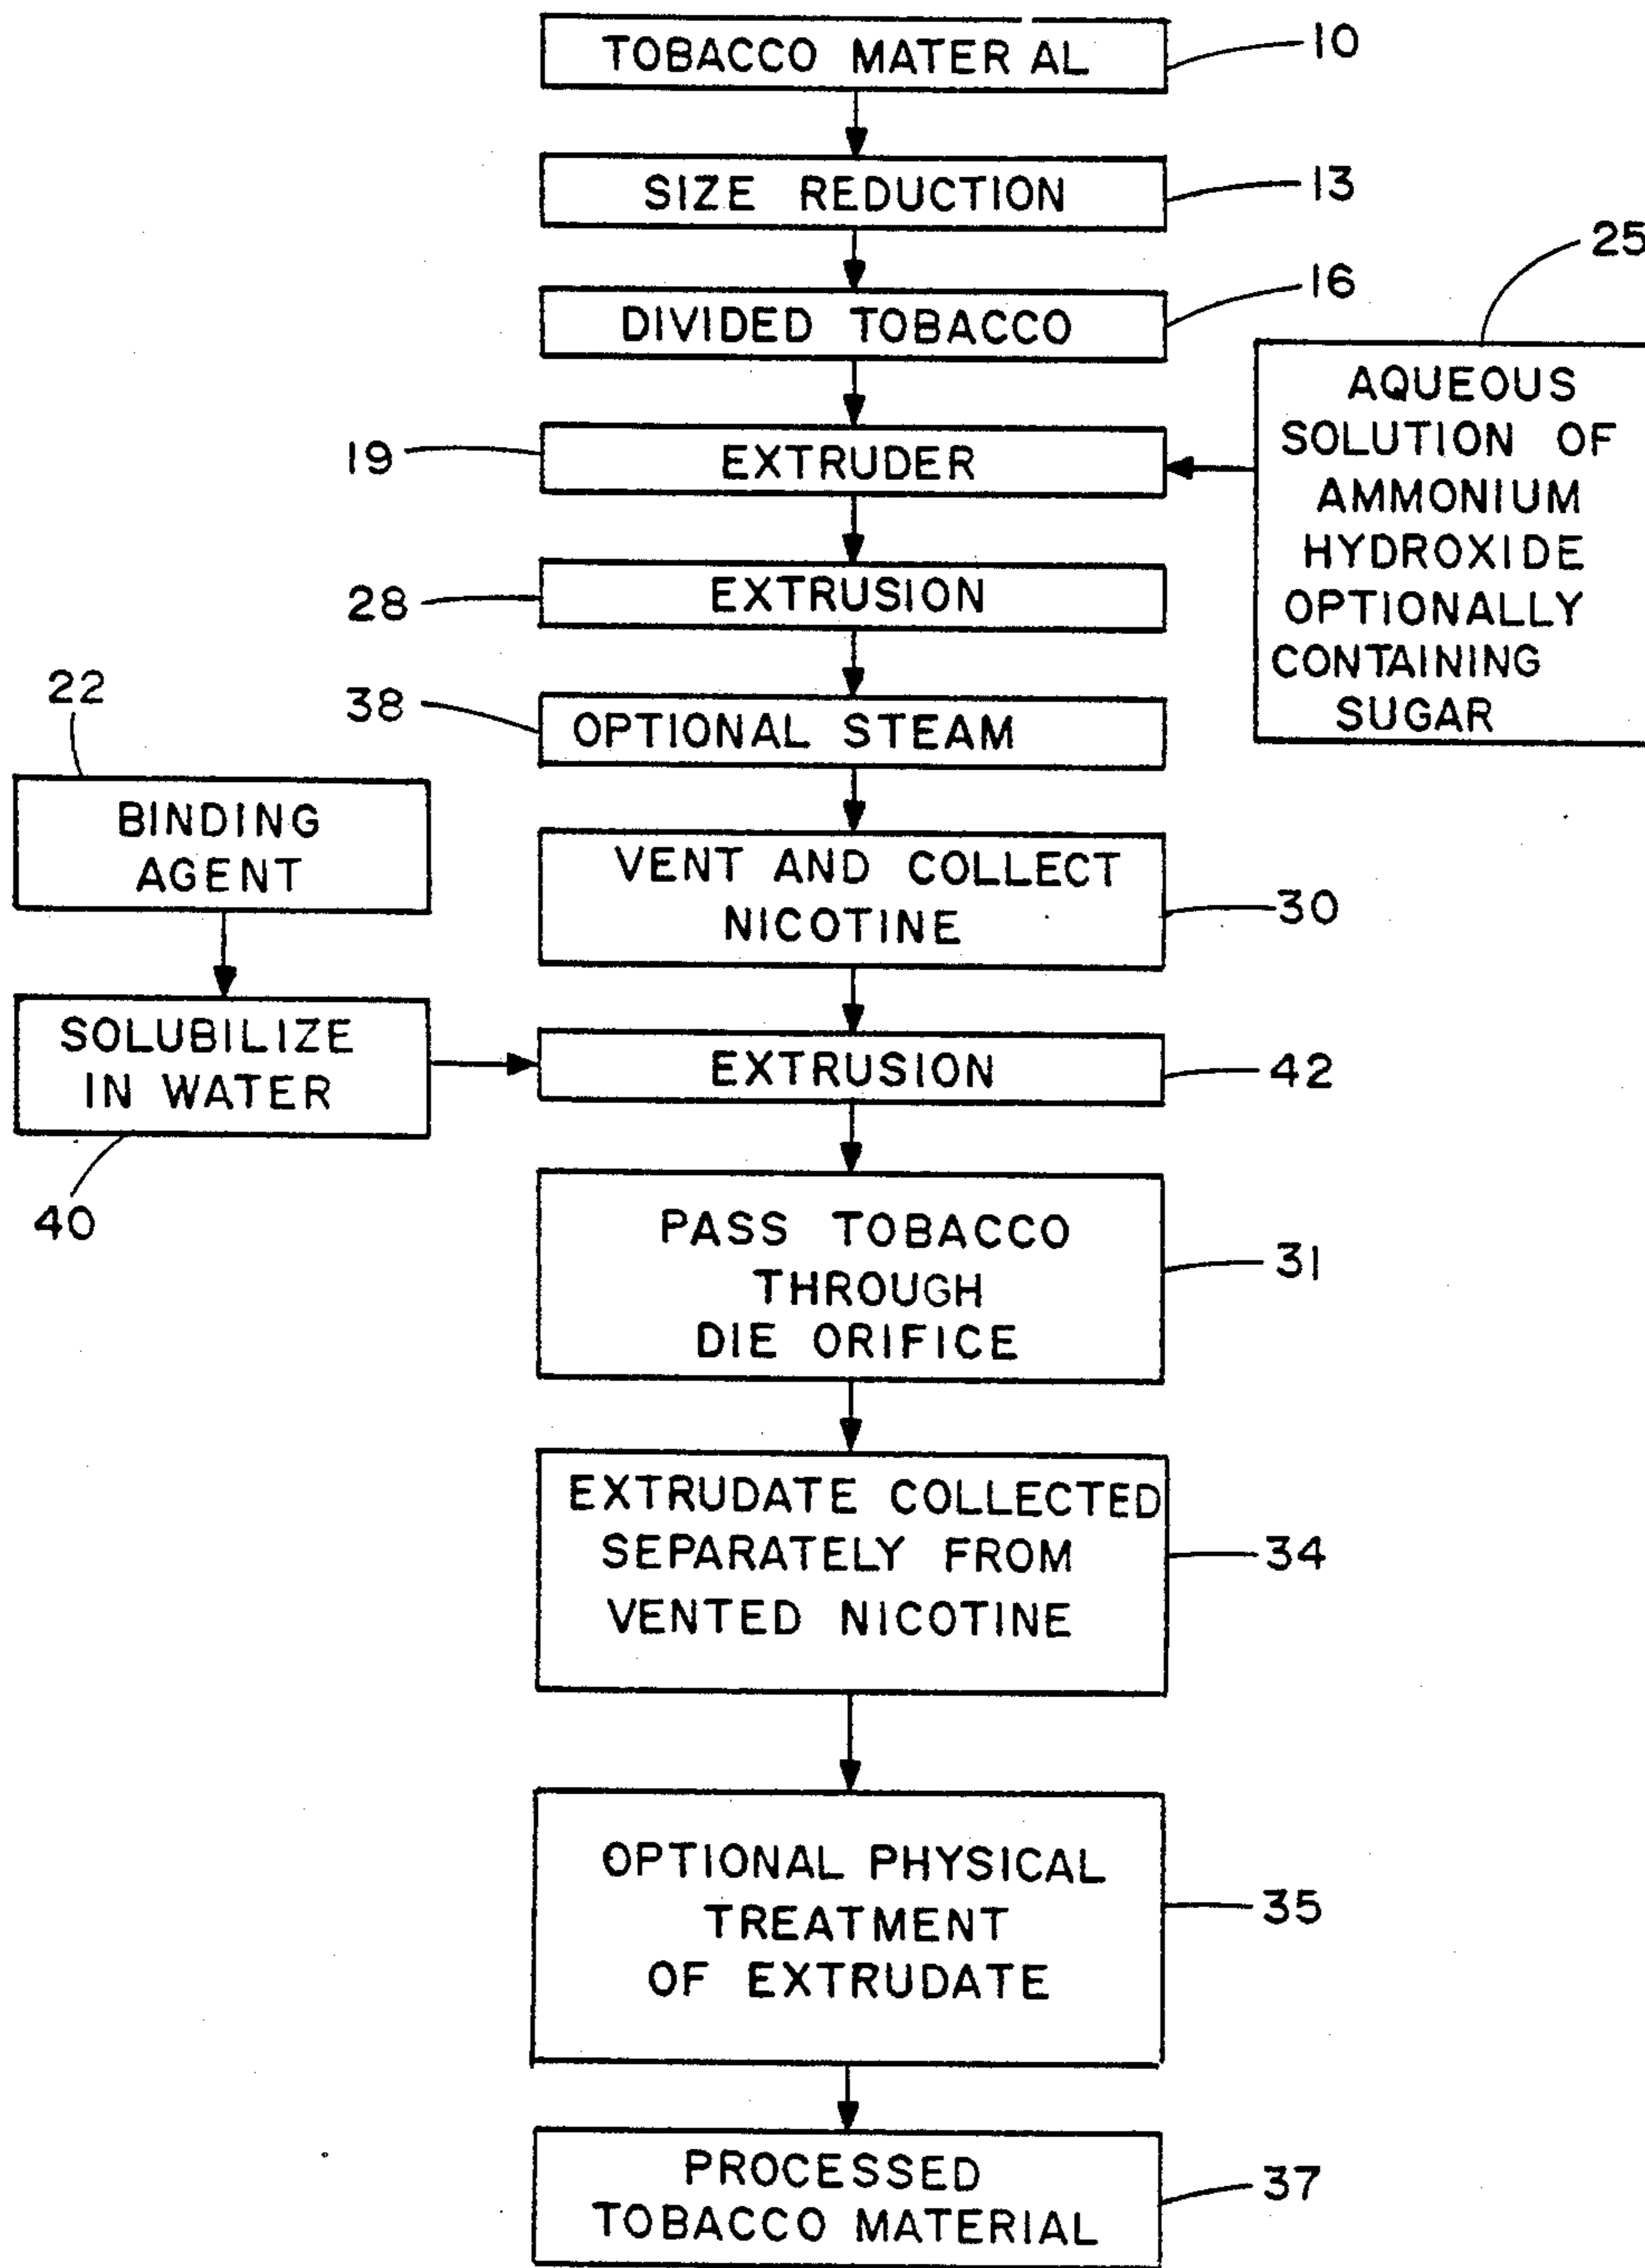 TOBACCO MATER AL
10
SIZE REDUCTION
13
DIVIDED TOBACCO
16
25
AQUEOUS
SOLUTION OF
AMMONIUM
HYDROXIDE
OPTIONALLY
CONTAINING
SUGAR
19
EXTRUDER
28
EXTRUSION
38
OPTIONAL STEAM
22
BINDING
AGENT
VENT AND COLLECT
NICOTINE
30
SOLUBILIZE
IN WATER
40
EXTRUSION
42
PASS TOBACCO
THROUGH
DIE ORIFICE
31
EXTRUDATE COLLECTED
SEPARATELY FROM
VENTED NICOTINE
34
OPTIONAL PHYSICAL
TREATMENT
OF EXTRUDATE
35
PROCESSED
TOBACCO MATERIAL
37